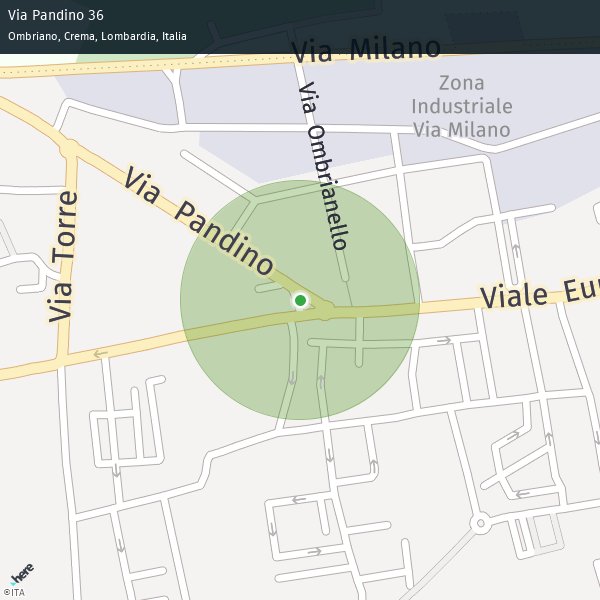 Via Pandino 36
Ombriano, Crema, Lombardia, Italia
Via Milano
Zona
Industriale
Via Milano
Via Ombrianello
Via Pandino
Via Torre
Viale Eur
here
©ITA